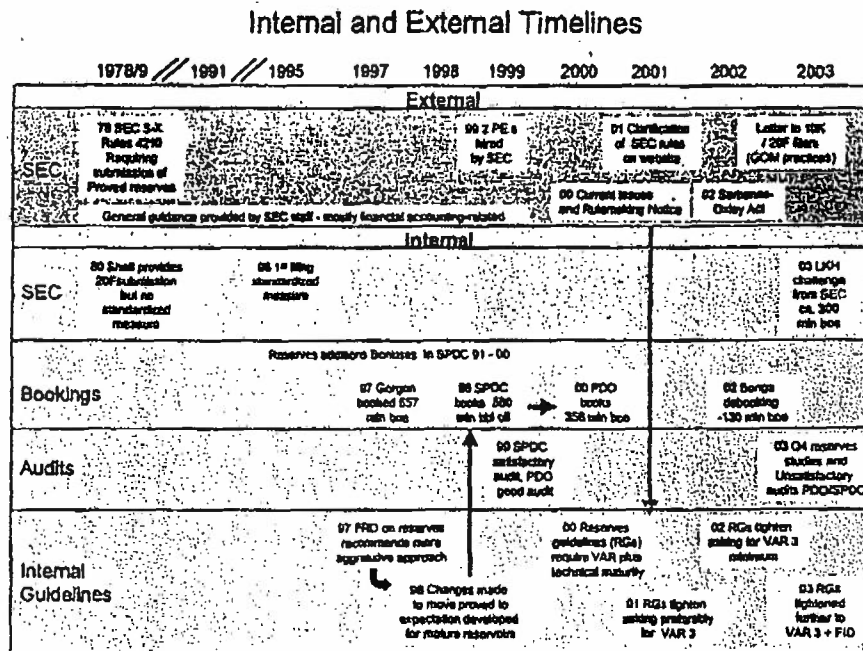 Internal and External Timelines
1978/9 1991 1995 1997 1998 1999 2000 2001 2002 2003
External
SEC
78 SEC S-X
Rules 4210
Requiring
submission of
Proved reserves
99 2 PE s
hired
by SEC
01 Clarification
of SEC rules
on website
Letter to 10K
/ 20F filers
(GOM practices)
General guidance provided by SEC staff - mostly financial accounting-related
00 Current issues
and Rulemaking Notice
02 Sarbanes-
Oxley Act
Internal
SEC
80 Shell provides
20F submission
but no
standardized
measure
1st filing
standardized
measure
03 LKH
challenge
from SEC
ca. 300
mln boe
Bookings
Reserves additions Bonuses in SPDC 91 - 00
97 Gorgon
booked 557
mln boe
98 SPDC
books
mln bbl oil
00 PDO
books
mln boe
02 Bonga
debooking
-130 mln boe
Audits
99 SPDC
satisfactory
audit, PDO
good audit
03 Q4 reserves
studies and
Unsatisfactory
audits PDO/SPDC
Internal
Guidelines
97 on reserves
recommends more
aggressive approach
00 Reserves
guidelines (RGs)
require VAR plus
technical maturity
02 RGs tighten
asking for VAR 3
minimum
98 Changes made
to move proved to
expectation developed
for mature reservoirs
01 RGs tighten
asking preferably
for VAR 3
03 RGs
tightened
further to
VAR 3 + FID